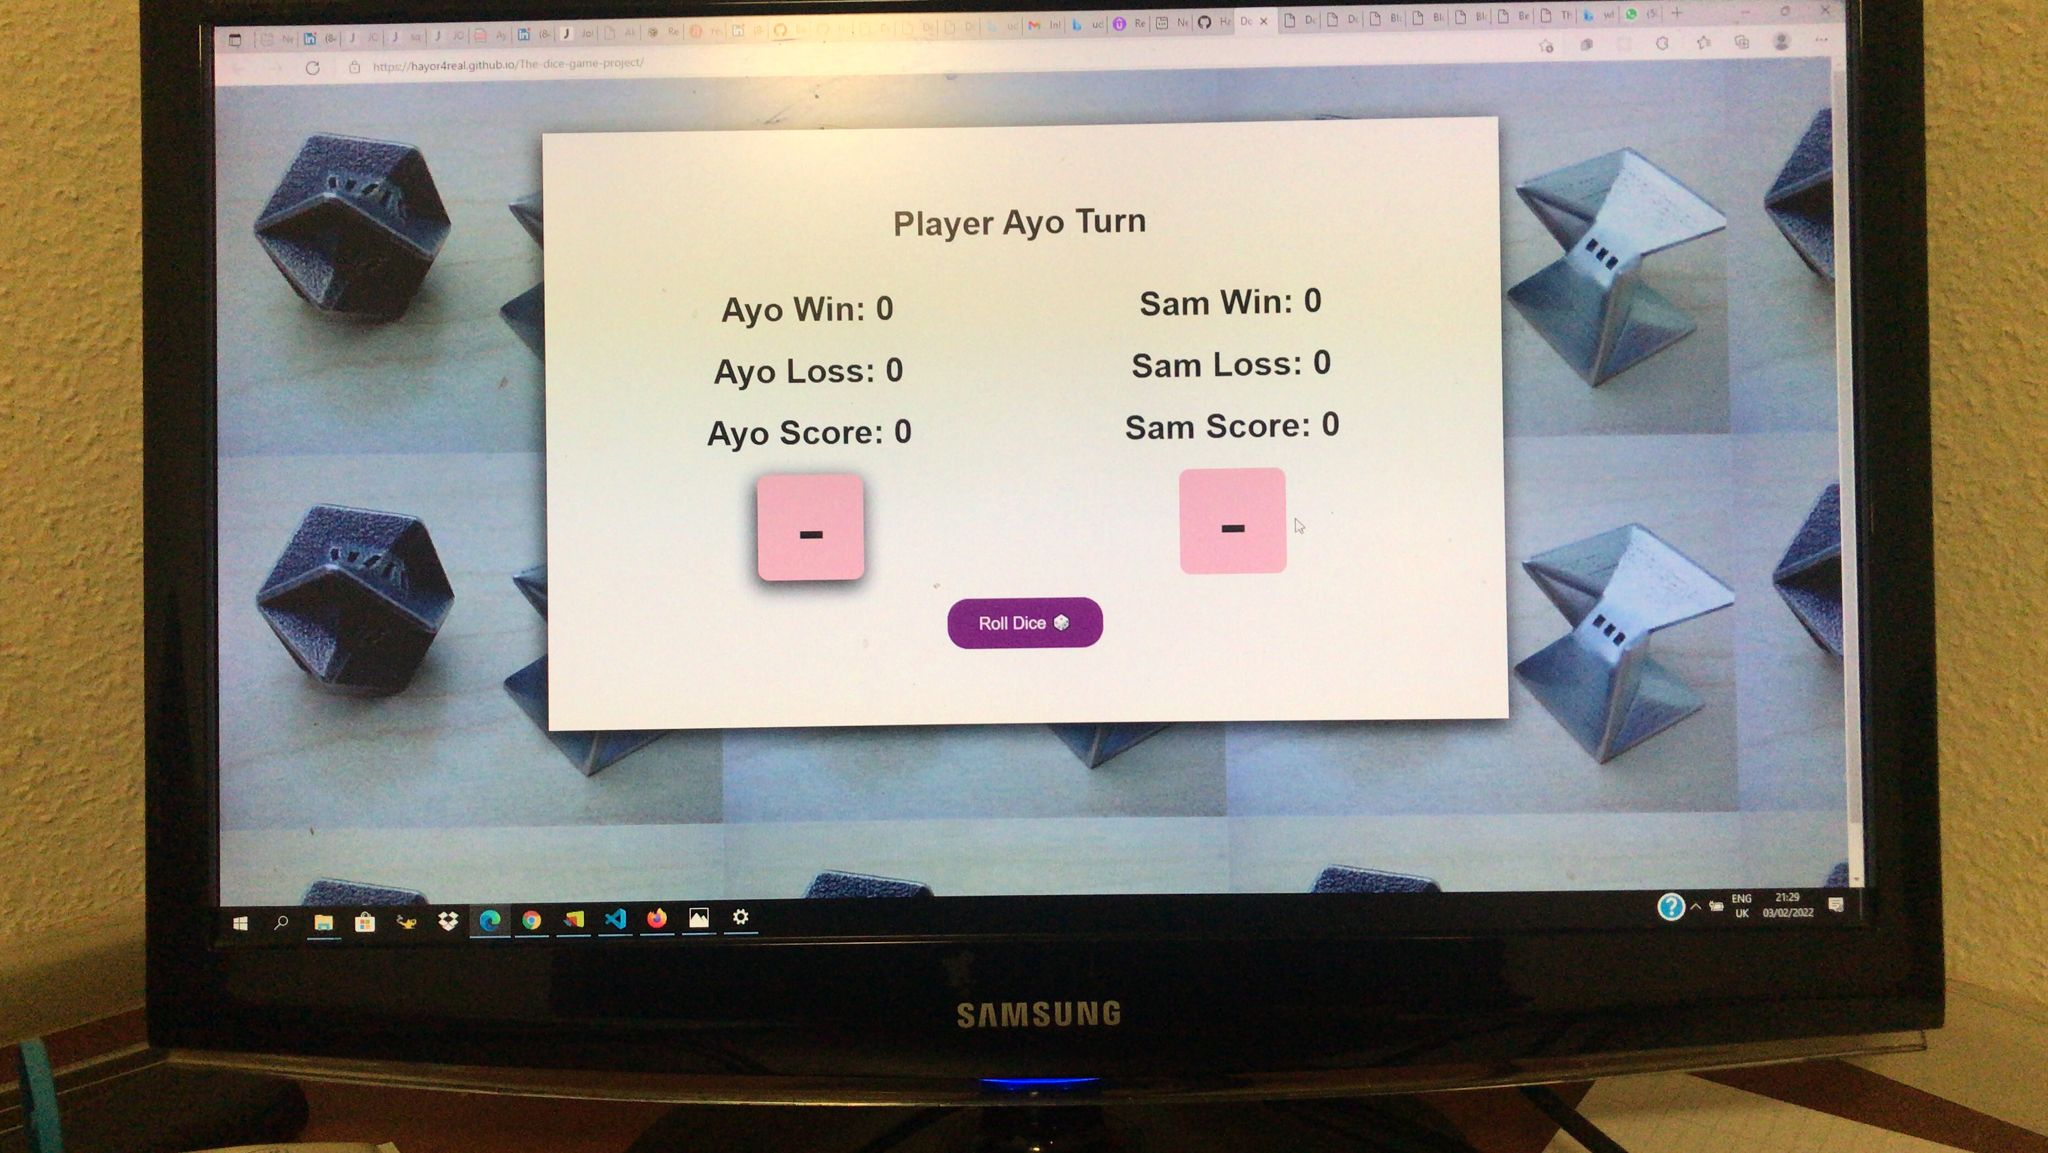 https://hayor4real.github.io/The-dice-game-project/
Player Ayo Turn
Ayo Win: 0
Ayo Loss: 0
Ayo Score: 0
-
Sam Win: 0
Sam Loss: 0
Sam Score: 0
-
Roll Dice
ENG
UK
21:29
03/02/2022
SAMSUNG